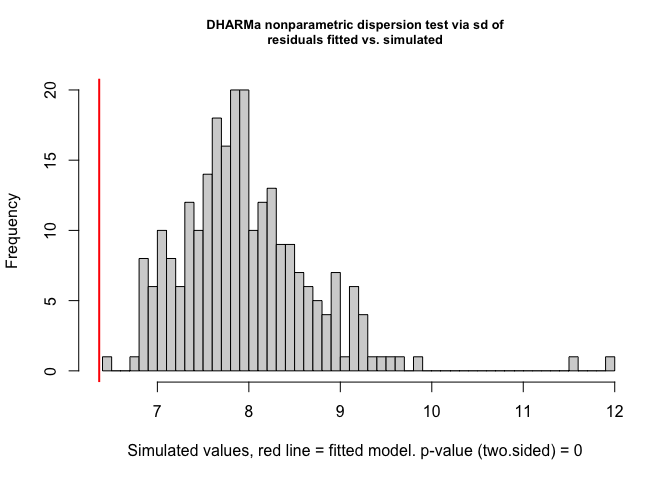 DHARMa nonparametric dispersion test via sd of
residuals fitted vs. simulated
Frequency
20
15
10
5
0
7 8 9 10 11 12
Simulated values, red line = fitted model. p-value (two.sided) = 0